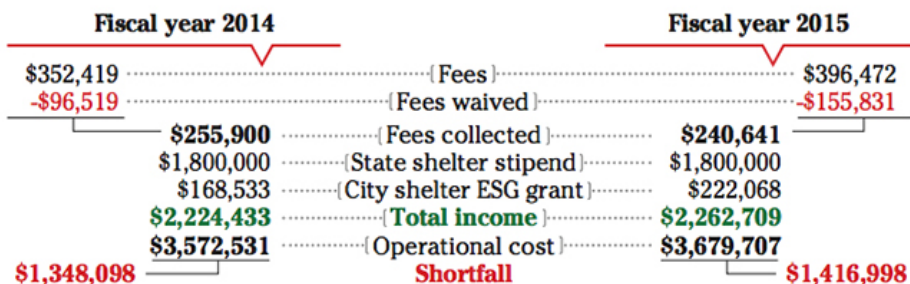 Fiscal year 2014 Fiscal year 2015
$352,419 Fees $396,472
-$96,519 Fees waived -$155,831
$255,900 Fees collected $240,641
$1,800,000 State shelter stipend $1,800,000
$168,533 City shelter ESG grant $222,068
$2,224,433 Total income $2,262,709
$3,572,531 Operational cost $3,679,707
$1,348,098 Shortfall $1,416,998